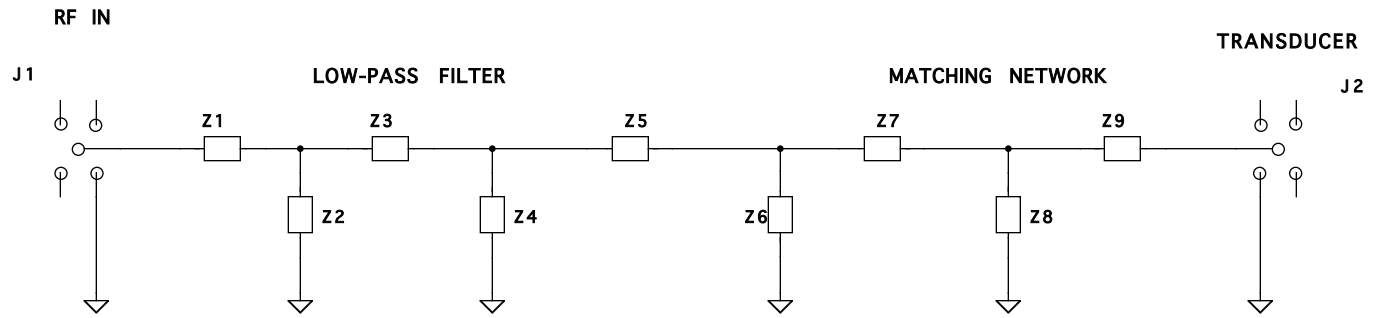 RF IN
TRANSDUCER
J1
LOW-PASS FILTER
MATCHING NETWORK
J2
Z1
Z3
Z5
Z7
Z9
Z2
Z4
Z6
Z8